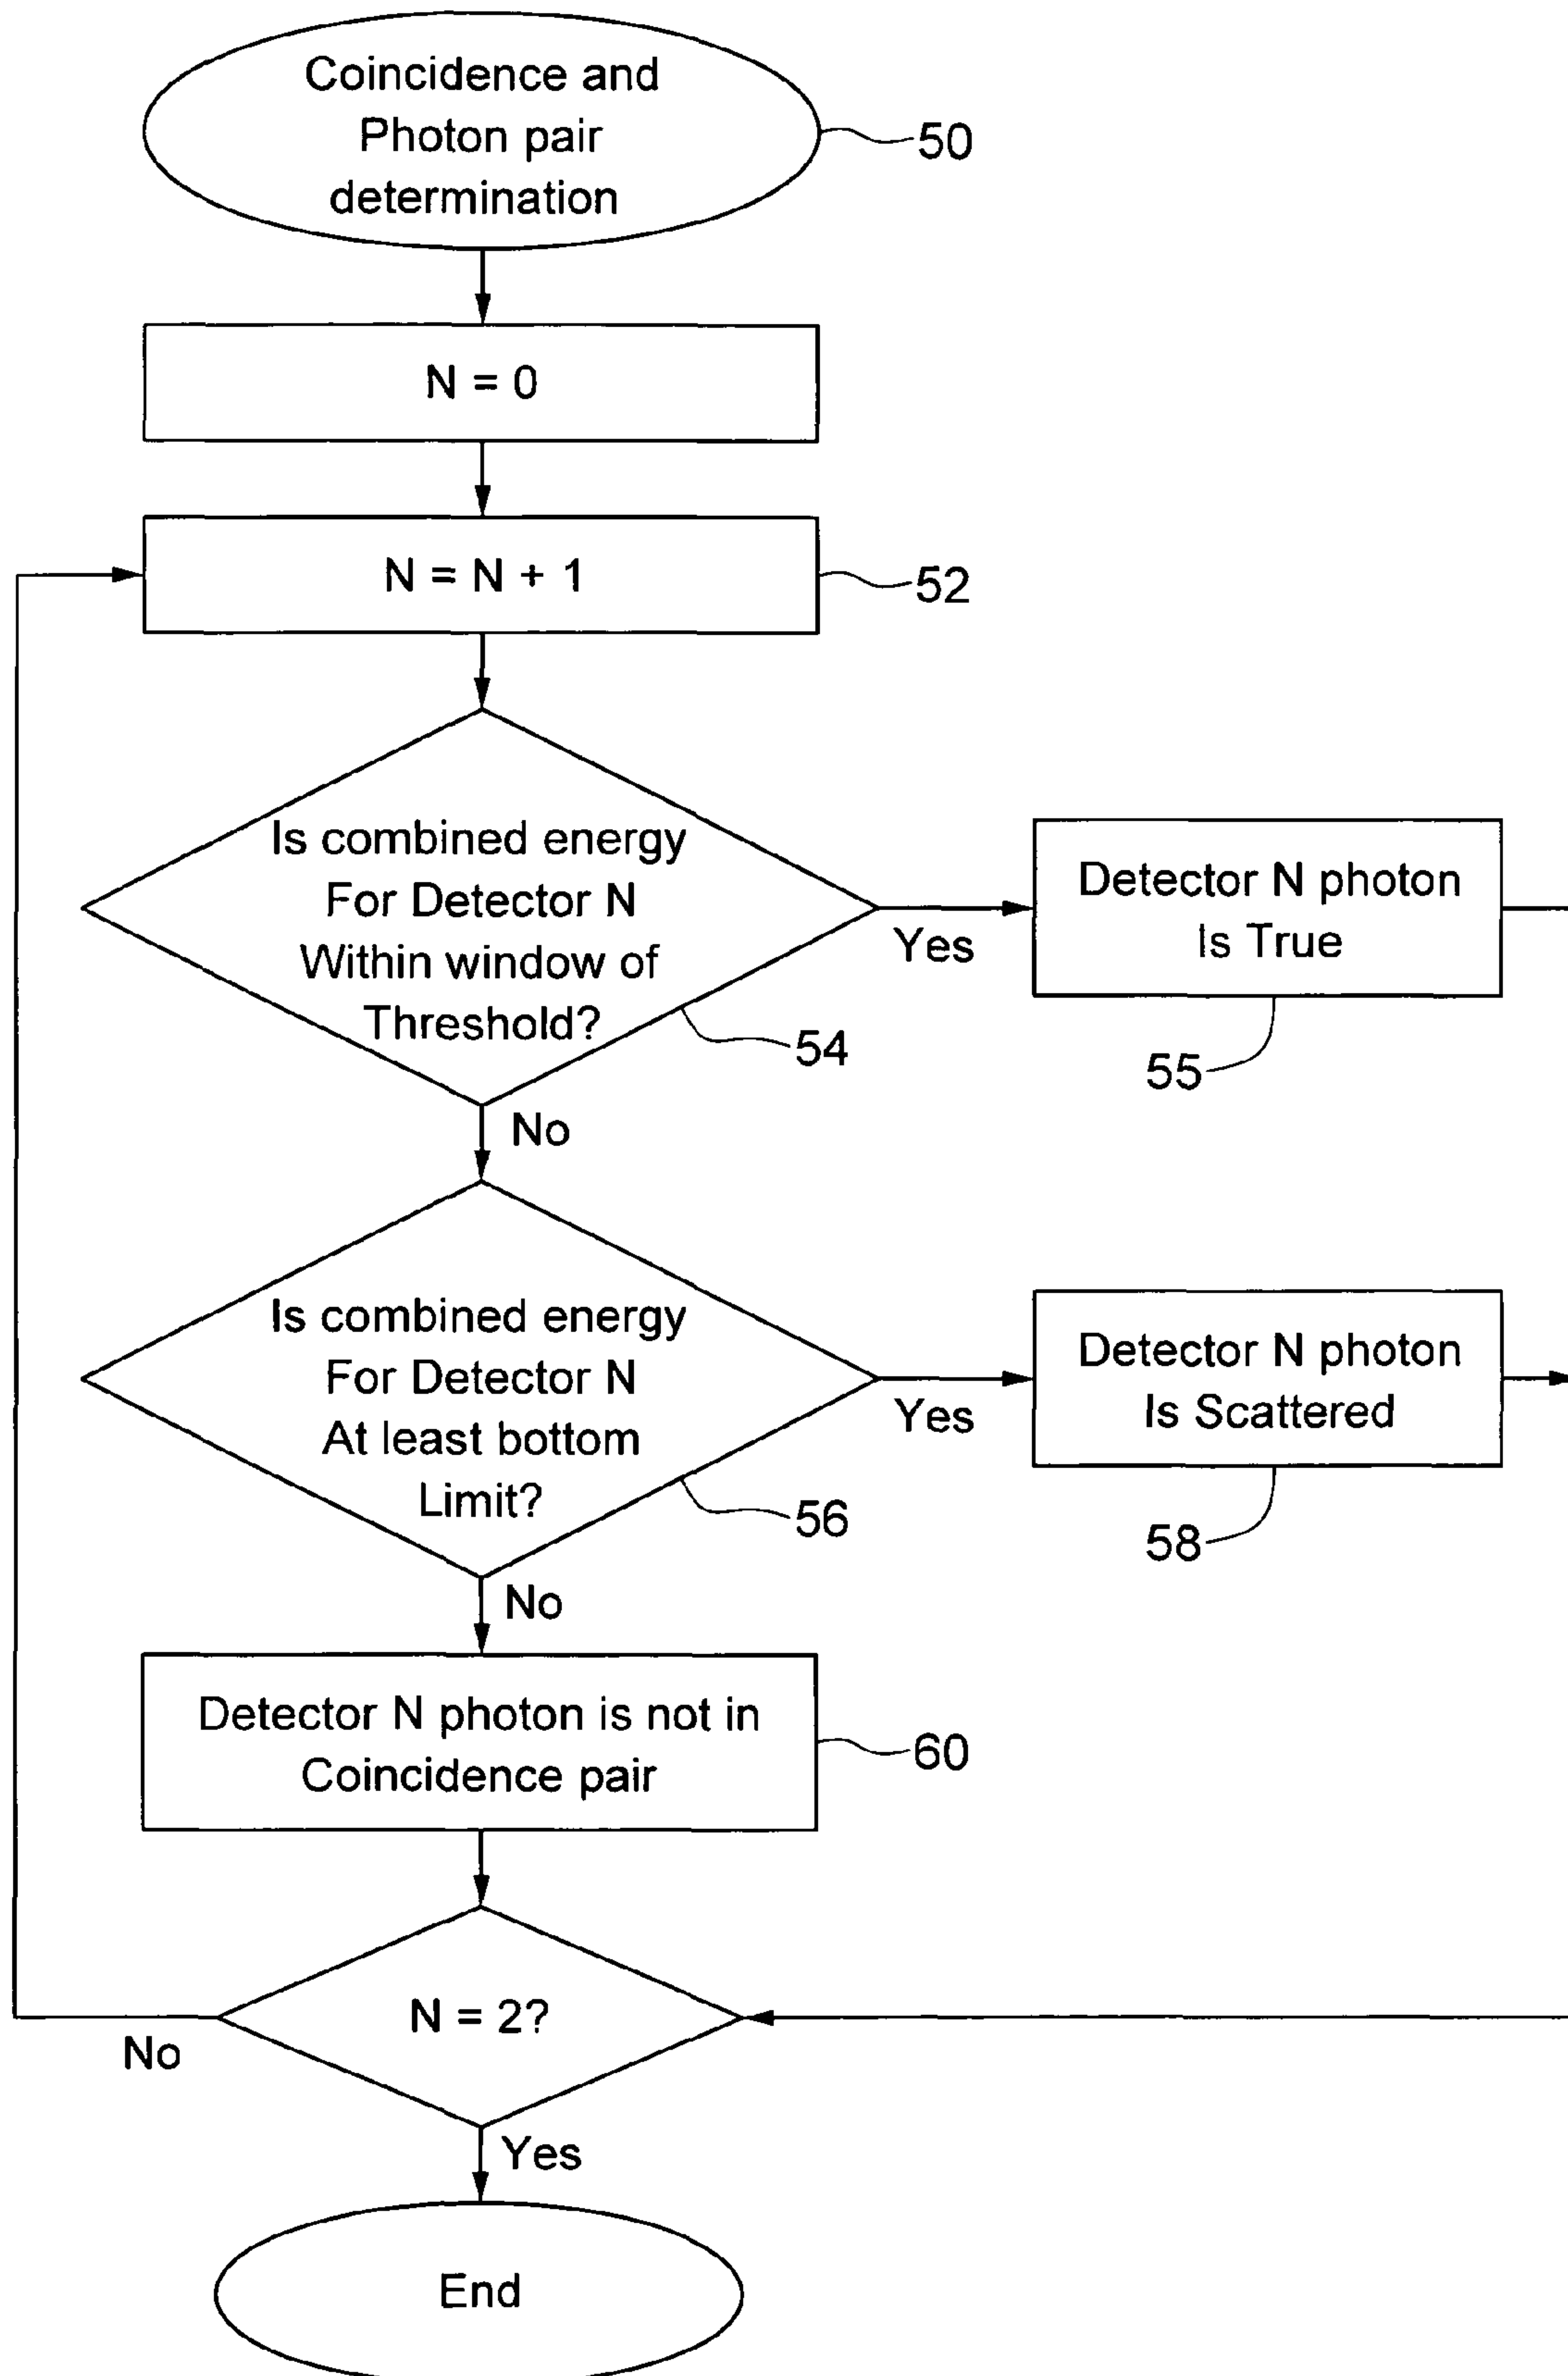 Coincidence and
Photon pair
determination
50
N = 0
N = N + 1
52
Is combined energy
For Detector N
Within window of
Threshold?
54
Yes
Detector N photon
Is True
55
No
Is combined energy
For Detector N
At least bottom
Limit?
56
Yes
Detector N photon
Is Scattered
58
No
Detector N photon is not in
Coincidence pair
60
N = 2?
No
Yes
End